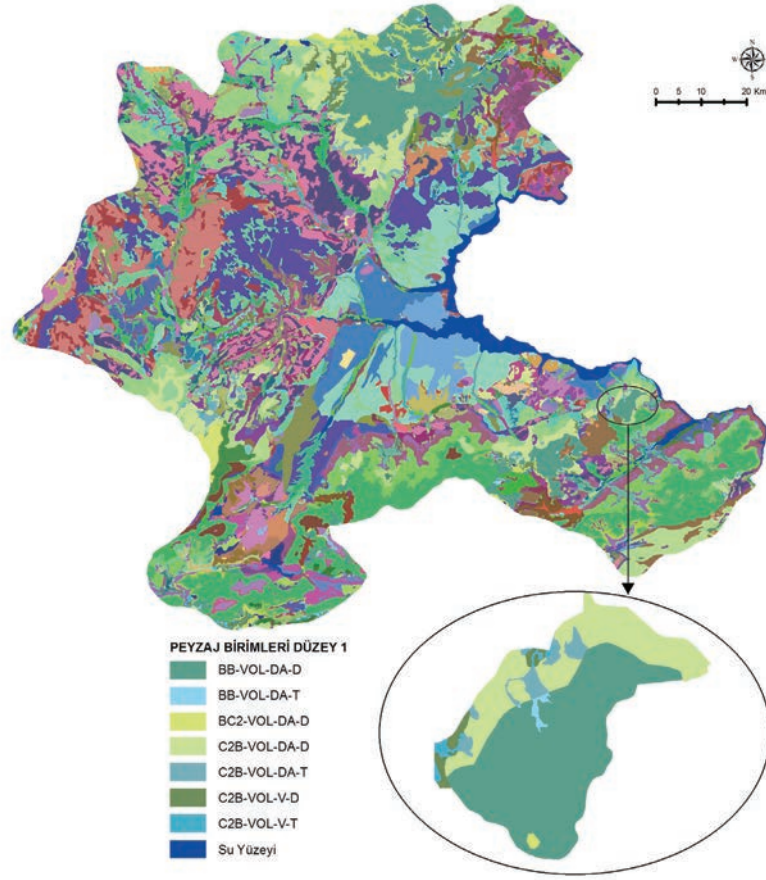 N
W
S
0 5 10 20 Km
PEYZAJ BİRİMLERİ DÜZEY 1
BB-VOL-DA-D
BB-VOL-DA-T
BC2-VOL-DA-D
C2B-VOL-DA-D
C2B-VOL-DA-T
C2B-VOL-V-D
C2B-VOL-V-T
Su Yüzeyi